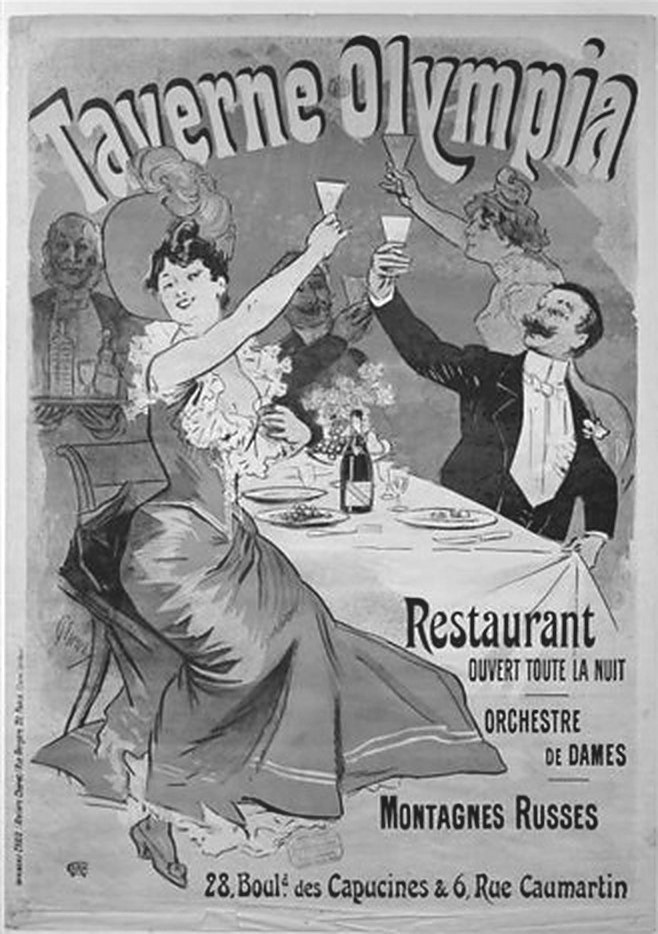 Taverne Olympia
Restaurant
OUVERT TOUTE LA NUIT
ORCHESTRE
DE DAMES
MONTAGNES RUSSES
28, Boul.d des Capucines & 6, Rue Caumartin